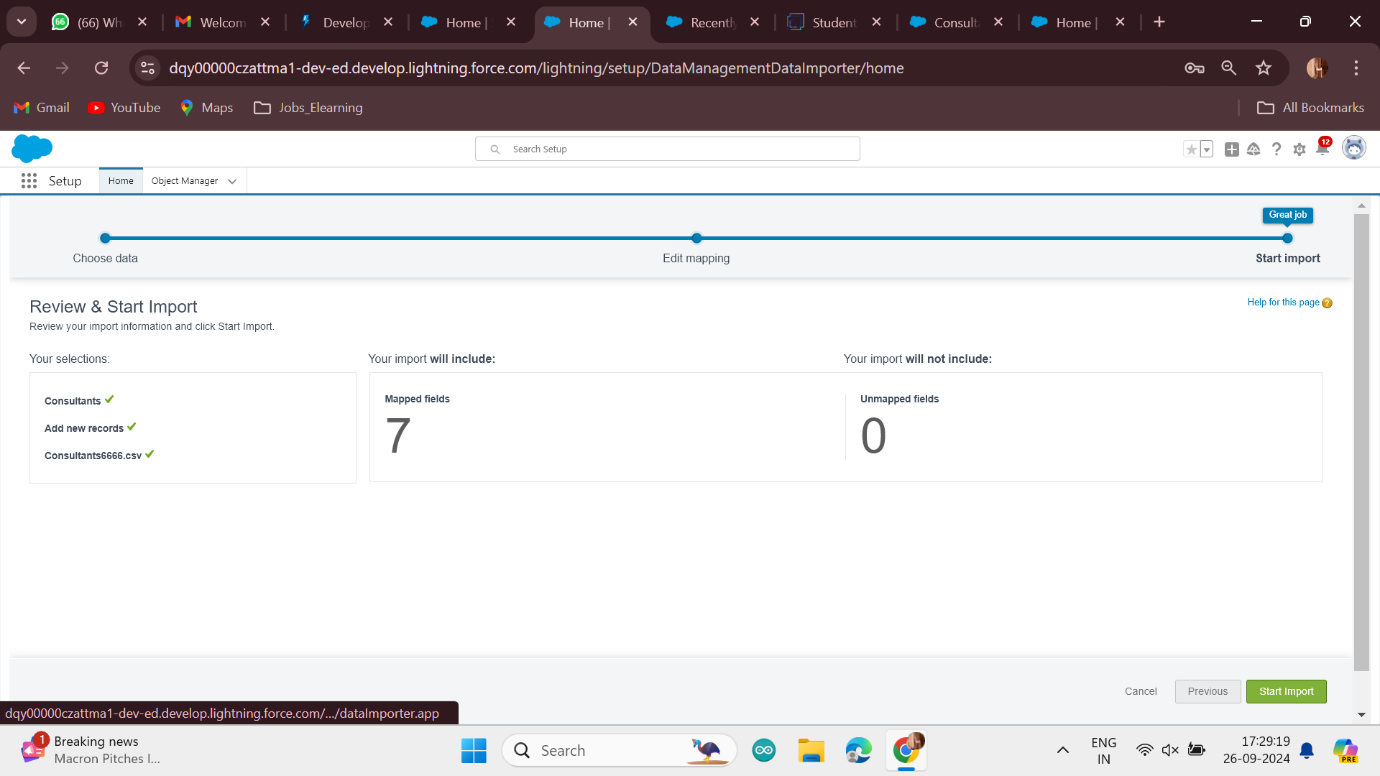 66 (66) Wh
Welcom
Develop
Home |
Home |
Recently
Student
Consult
Home |
dqy00000czattma1-dev-ed.develop.lightning.force.com/lightning/setup/DataManagementDataImporter/home
Gmail YouTube Maps Jobs_Elearning All Bookmarks
Search Setup 12
Setup Home Object Manager
Great job
Choose data Edit mapping Start import
Review & Start Import Help for this page
Review your import information and click Start Import.
Your selections: Your import will include: Your import will not include:
Consultants Mapped fields Unmapped fields
Add new records 7 0
Consultants6666.csv
Cancel Previous Start Import
dqy00000czattma1-dev-ed.develop.lightning.force.com/.../dataImporter.app
1 Breaking news
Macron Pitches I...
Search
ENG
IN
17:29:19
26-09-2024
PRE